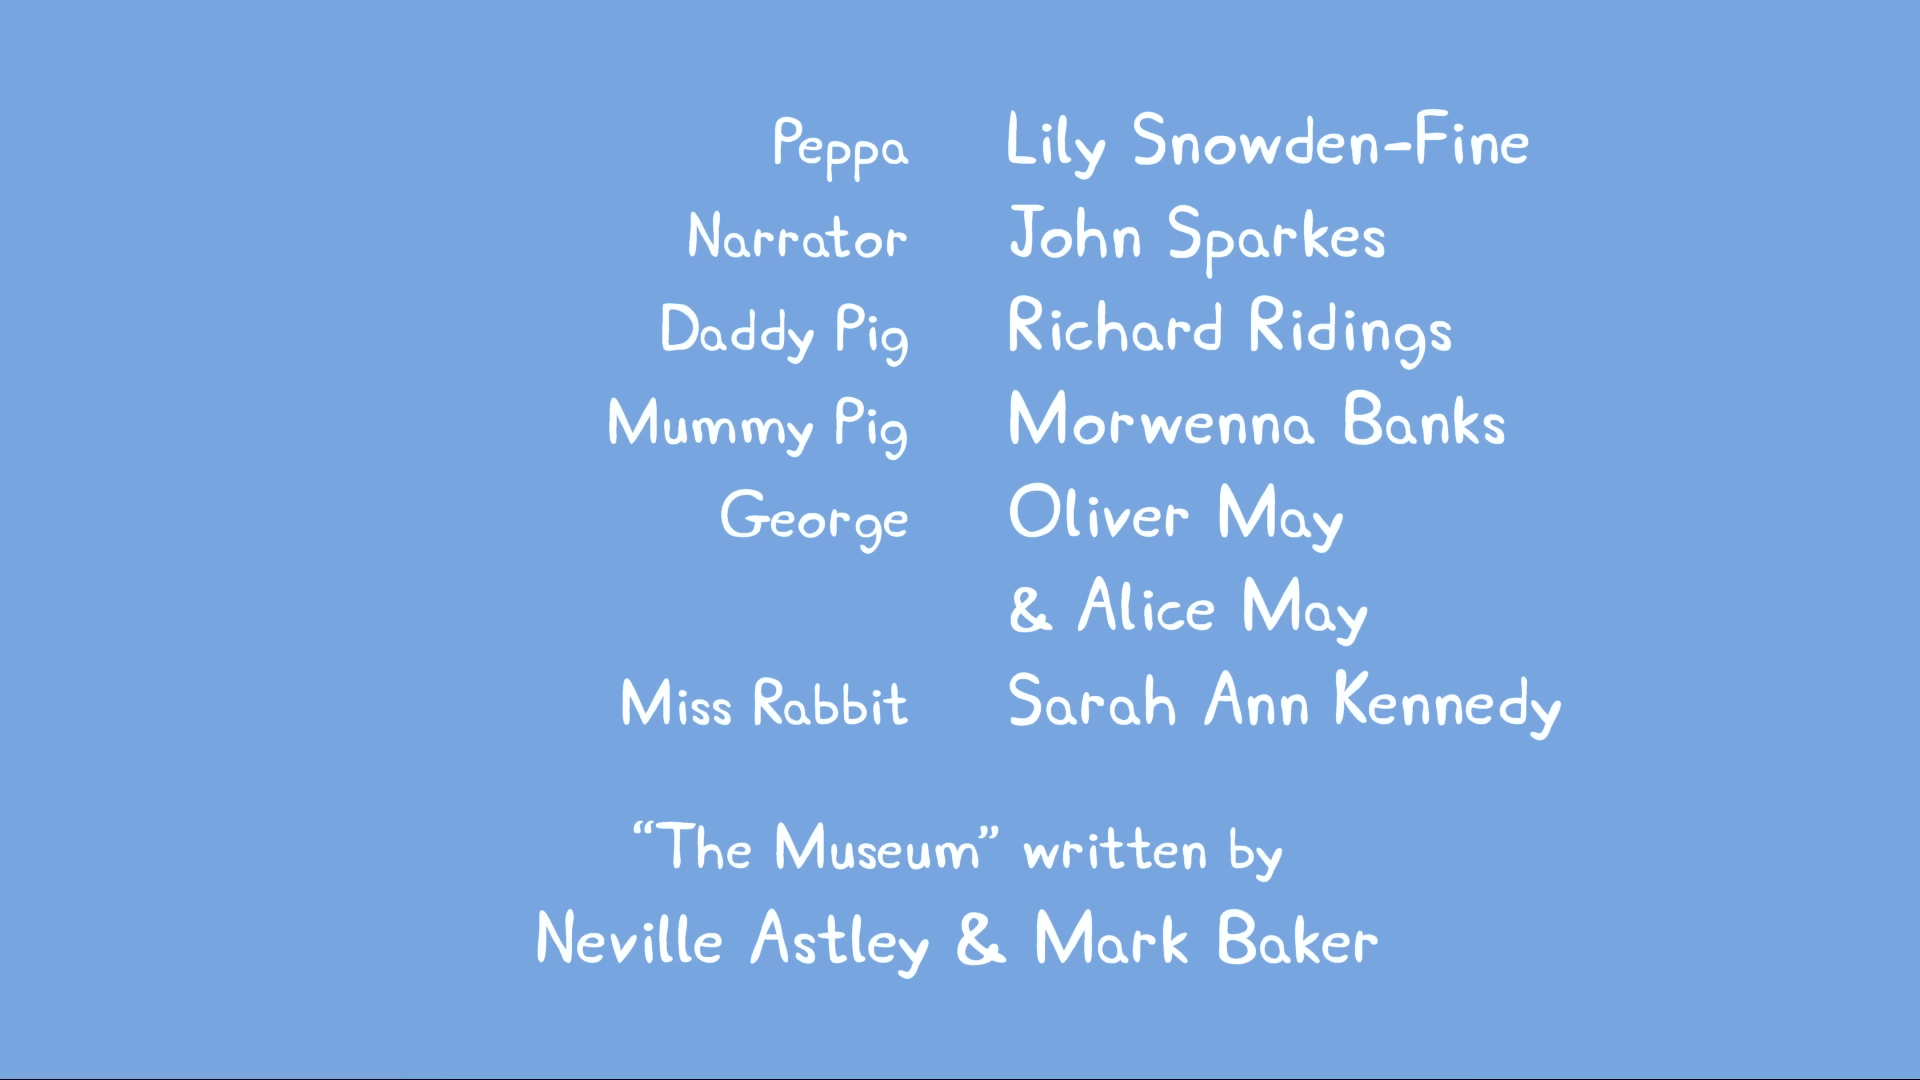 Peppa Lily Snowden-Fine
Narrator John Sparkes
Daddy Pig Richard Ridings
Mummy Pig Morwenna Banks
George Oliver May
& Alice May
Miss Rabbit Sarah Ann Kennedy
“The Museum” written by
Neville Astley & Mark Baker